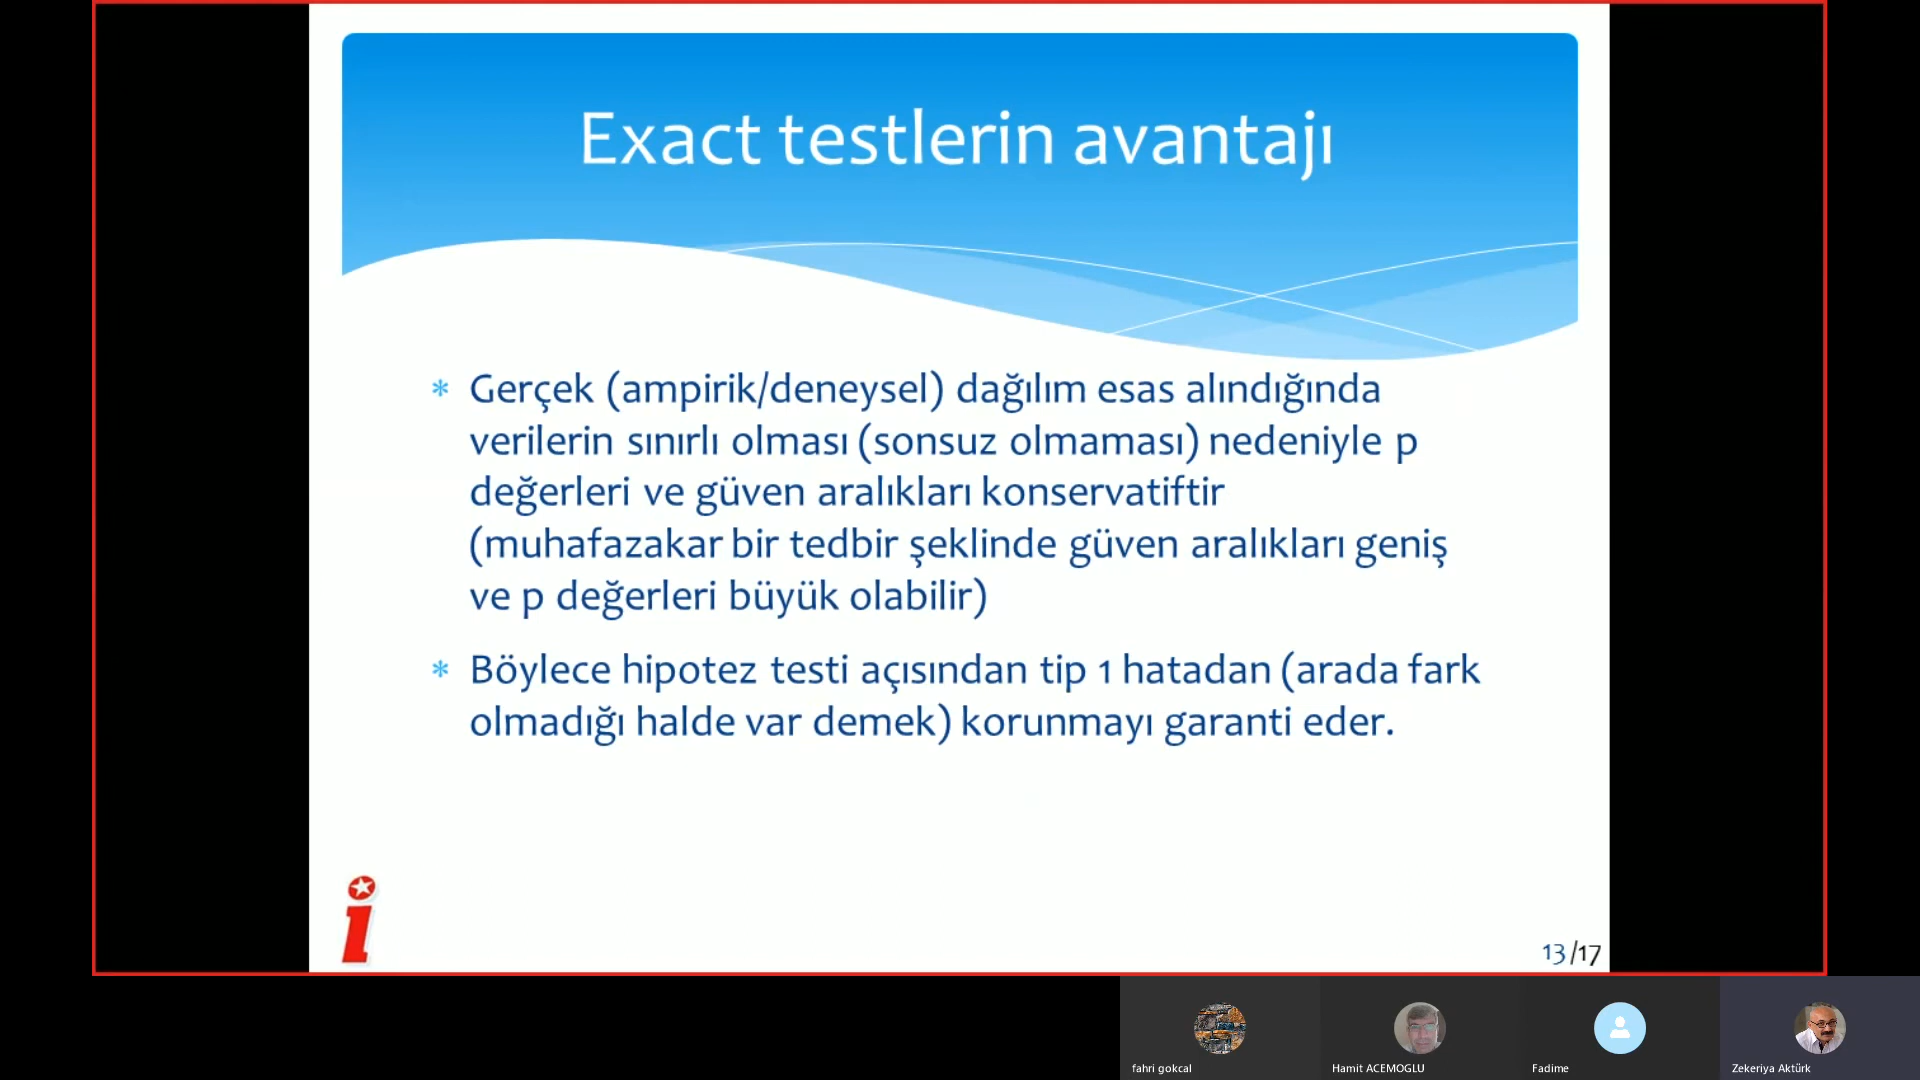 Exact testlerin avantajı
* Gerçek (ampirik/deneysel) dağılım esas alındığında
verilerin sınırlı olması (sonsuz olmaması) nedeniyle p
değerleri ve güven aralıkları konservatiftir
(muhafazakar bir tedbir şeklinde güven aralıkları geniş
ve p değerleri büyük olabilir)
* Böylece hipotez testi açısından tip 1 hatadan (arada fark
olmadığı halde var demek) korunmayı garanti eder.
i
13/17
fahri gokcal
Hamit ACEMOGLU
Fadime
Zekeriya Aktürk